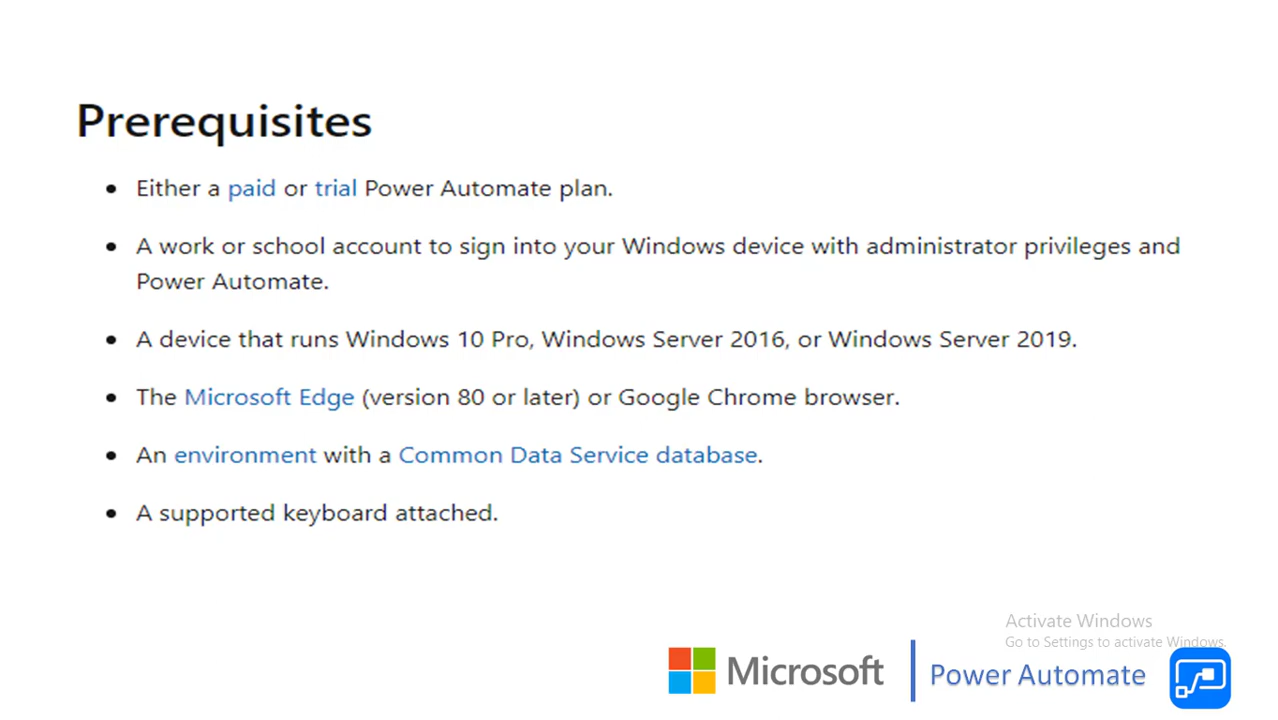 Prerequisites
Either a paid or trial Power Automate plan.
A work or school account to sign into your Windows device with administrator privileges and
Power Automate.
A device that runs Windows 10 Pro, Windows Server 2016, or Windows Server 2019.
The Microsoft Edge (version 80 or later) or Google Chrome browser.
An environment with a Common Data Service database.
A supported keyboard attached.
Activate Windows
Go to Settings to activate Windows.
Microsoft
Power Automate